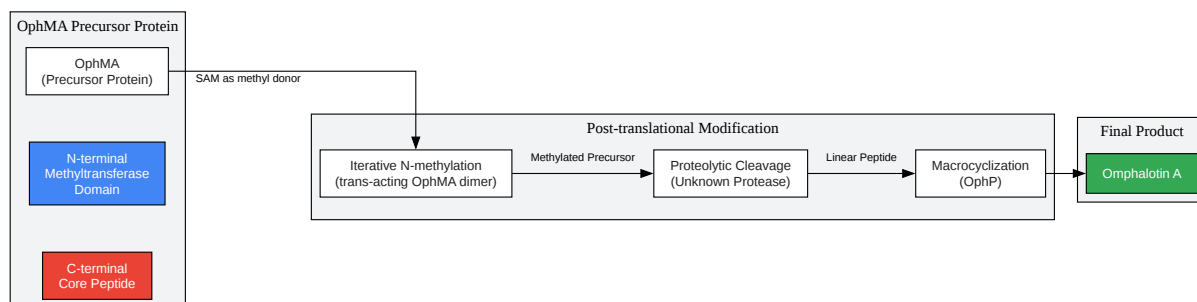 OphMA Precursor Protein
OphMA
(Precursor Protein)
SAM as methyl donor
N-terminal
Methyltransferase
Domain
C-terminal
Core Peptide
Post-translational Modification
Iterative N-methylation
(trans-acting OphMA dimer)
Methylated Precursor
Proteolytic Cleavage
(Unknown Protease)
Linear Peptide
Macrocyclization
(OphP)
Final Product
Omphalotin A